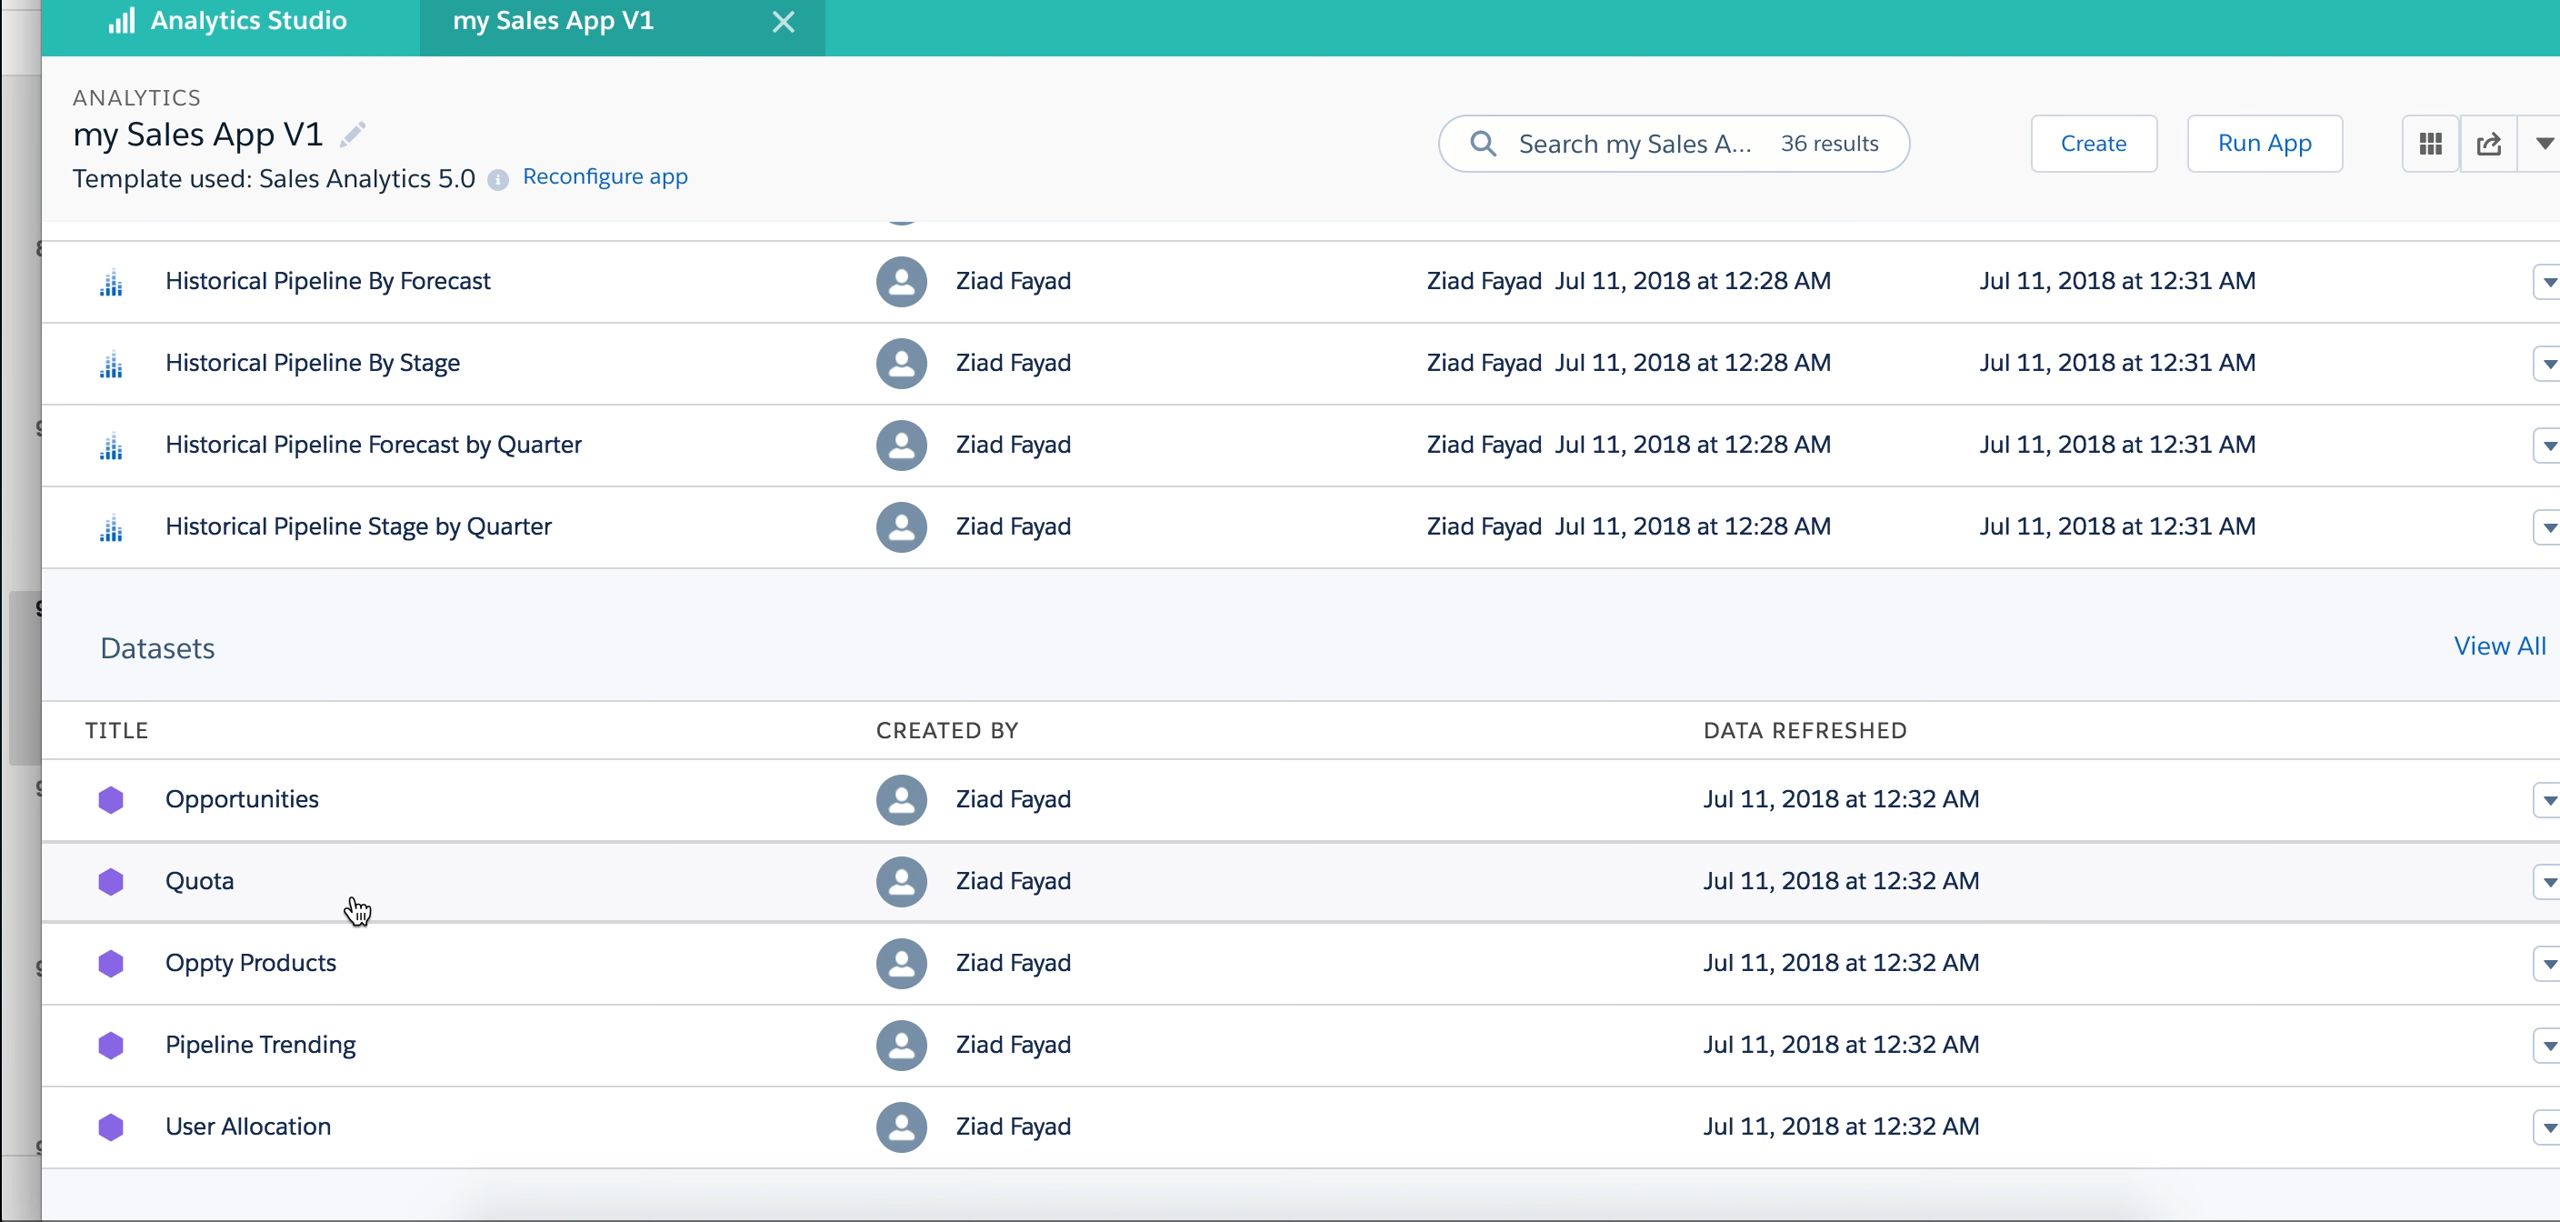 Analytics Studio my Sales App V1
ANALYTICS
my Sales App V1
Template used: Sales Analytics 5.0 Reconfigure app
Search my Sales A... 36 results Create Run App
Historical Pipeline By Forecast Ziad Fayad Ziad Fayad Jul 11, 2018 at 12:28 AM Jul 11, 2018 at 12:31 AM
Historical Pipeline By Stage Ziad Fayad Ziad Fayad Jul 11, 2018 at 12:28 AM Jul 11, 2018 at 12:31 AM
Historical Pipeline Forecast by Quarter Ziad Fayad Ziad Fayad Jul 11, 2018 at 12:28 AM Jul 11, 2018 at 12:31 AM
Historical Pipeline Stage by Quarter Ziad Fayad Ziad Fayad Jul 11, 2018 at 12:28 AM Jul 11, 2018 at 12:31 AM
Datasets View All
TITLE CREATED BY DATA REFRESHED
Opportunities Ziad Fayad Jul 11, 2018 at 12:32 AM
Quota Ziad Fayad Jul 11, 2018 at 12:32 AM
Oppty Products Ziad Fayad Jul 11, 2018 at 12:32 AM
Pipeline Trending Ziad Fayad Jul 11, 2018 at 12:32 AM
User Allocation Ziad Fayad Jul 11, 2018 at 12:32 AM